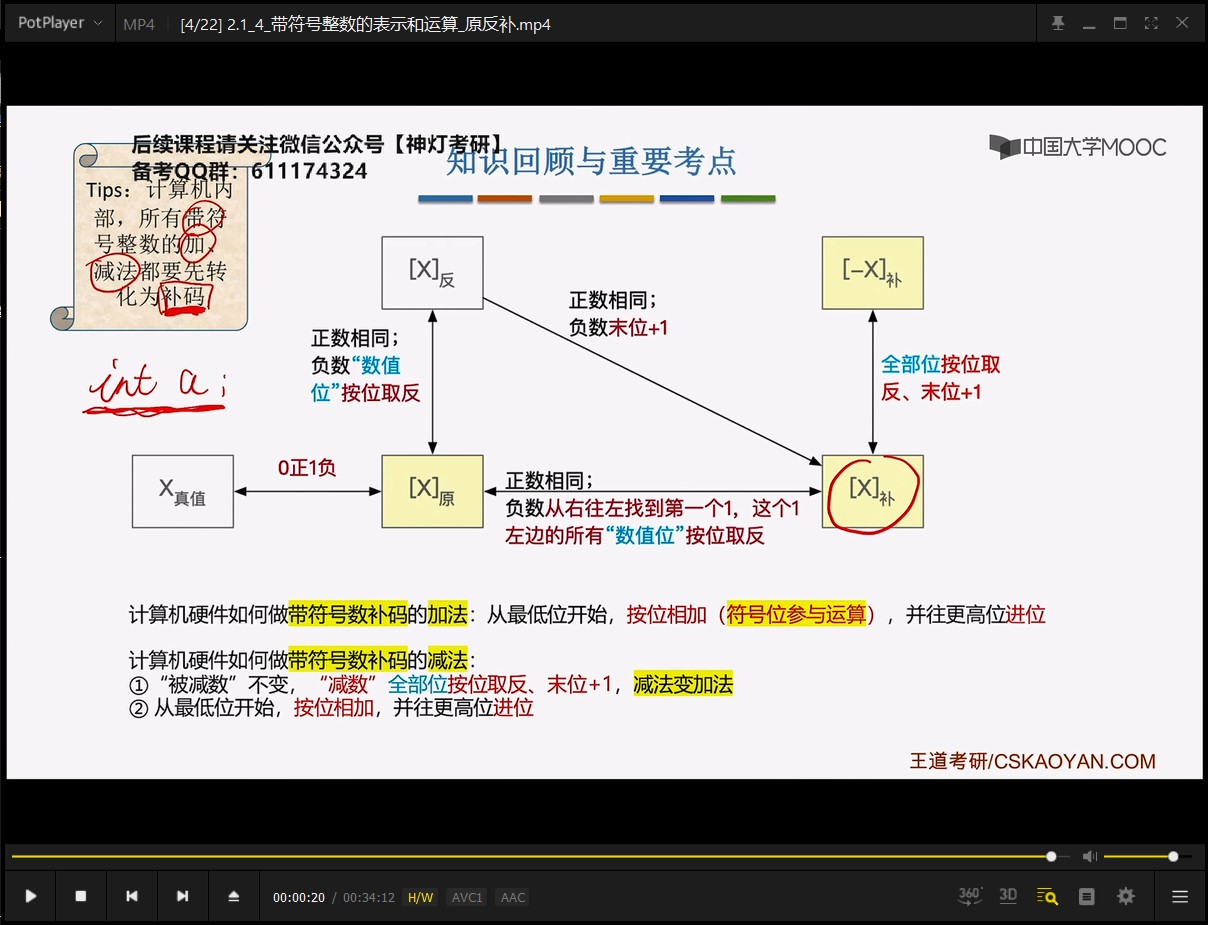 PotPlayer
MP4
[4/22] 2.1_4_带符号整数的表示和运算_原反补.mp4
后续课程请关注微信公众号【神灯考研】
备考QQ群：611174324
知识回顾与重要考点
中国大学MOOC
Tips：计算机内
部，所有带符
号整数的加、
减法都要先转
化为补码
int a;
[X]反
[-X]补
正数相同；
负数末位+1
正数相同；
负数“数值
位”按位取反
全部位按位取
反、末位+1
X真值
0正1负
[X]原
正数相同；
负数从右往左找到第一个1，这个1
左边的所有“数值位”按位取反
[X]补
计算机硬件如何做带符号数补码的加法：从最低位开始，按位相加（符号位参与运算），并往更高位进位
计算机硬件如何做带符号数补码的减法：
①“被减数”不变，“减数”全部位按位取反、末位+1，减法变加法
② 从最低位开始，按位相加，并往更高位进位
王道考研/CSKAOYAN.COM
00:00:20 / 00:34:12 H/W AVC1 AAC
360° 3D